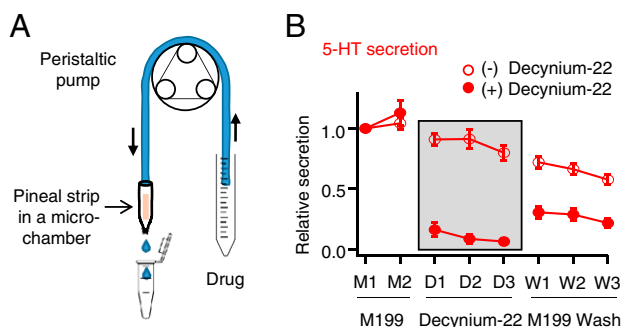 A
Peristaltic
pump
Pineal strip
in a micro-
chamber
Drug
B
5-HT secretion
(-) Decynium-22
(+) Decynium-22
Relative secretion
1.0
0.5
0.0
M1 M2 D1 D2 D3 W1 W2 W3
M199 Decynium-22 M199 Wash